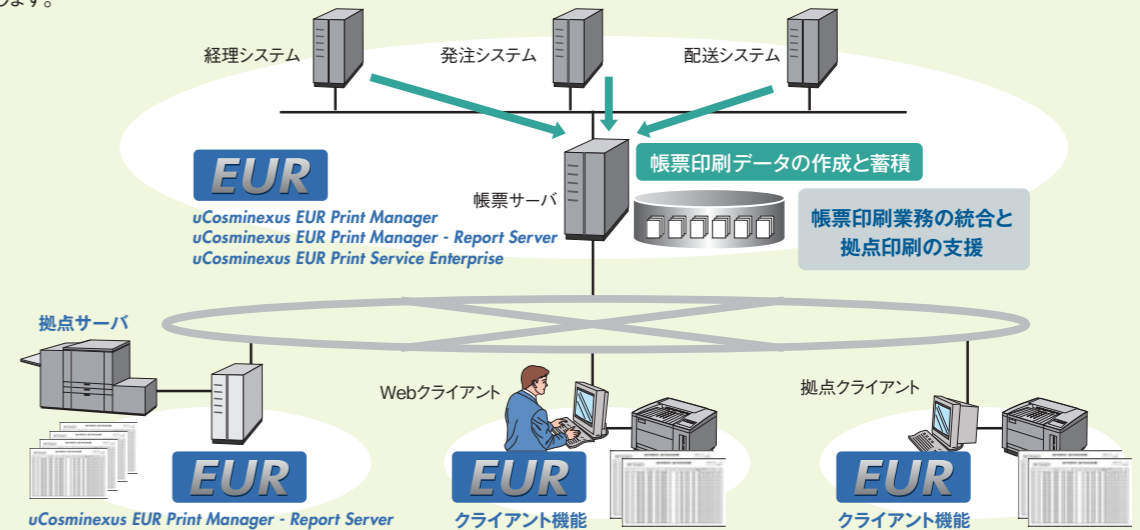 ります。
経理システム
発注システム
配送システム
EUR
帳票サーバ
帳票印刷データの作成と蓄積
uCosminexus EUR Print Manager
uCosminexus EUR Print Manager - Report Server
uCosminexus EUR Print Service Enterprise
帳票印刷業務の統合と
拠点印刷の支援
拠点サーバ
Webクライアント
拠点クライアント
EUR
uCosminexus EUR Print Manager - Report Server
EUR
クライアント機能
EUR
クライアント機能